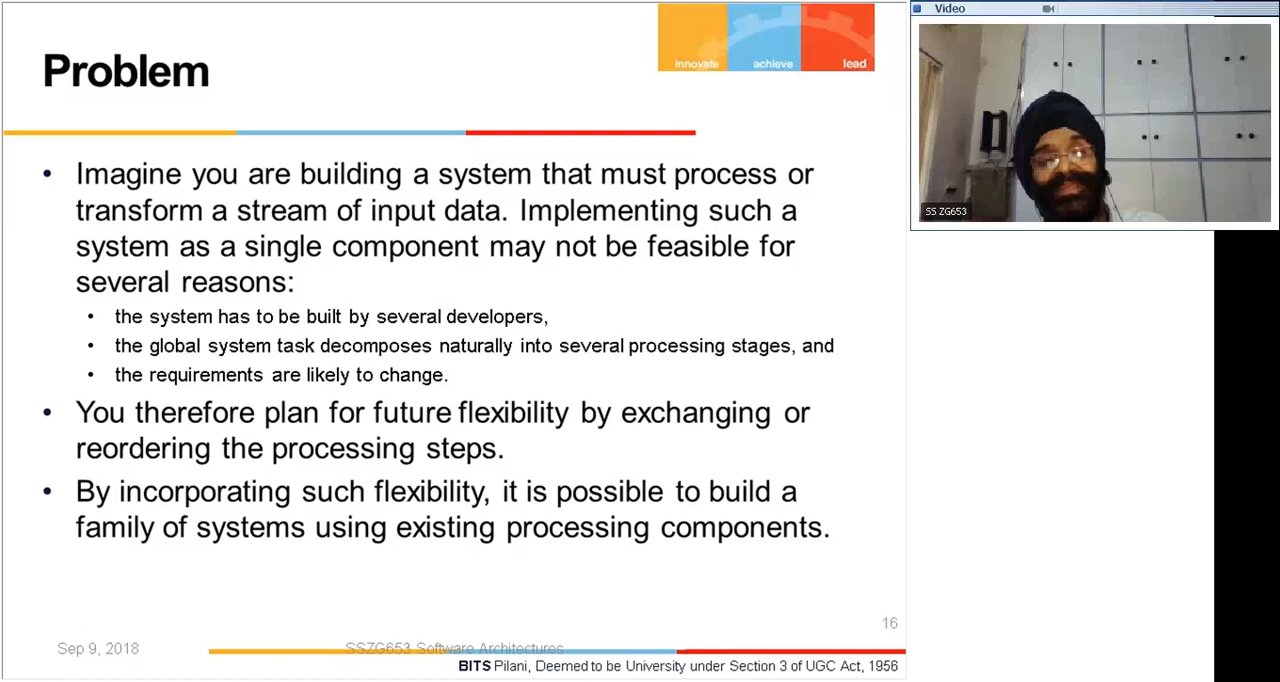 Problem
innovate achieve lead
Video
SS ZG653
• Imagine you are building a system that must process or
transform a stream of input data. Implementing such a
system as a single component may not be feasible for
several reasons:
• the system has to be built by several developers,
• the global system task decomposes naturally into several processing stages, and
• the requirements are likely to change.
• You therefore plan for future flexibility by exchanging or
reordering the processing steps.
• By incorporating such flexibility, it is possible to build a
family of systems using existing processing components.
16
Sep 9, 2018 SSZG653 Software Architectures
BITS Pilani, Deemed to be University under Section 3 of UGC Act, 1956